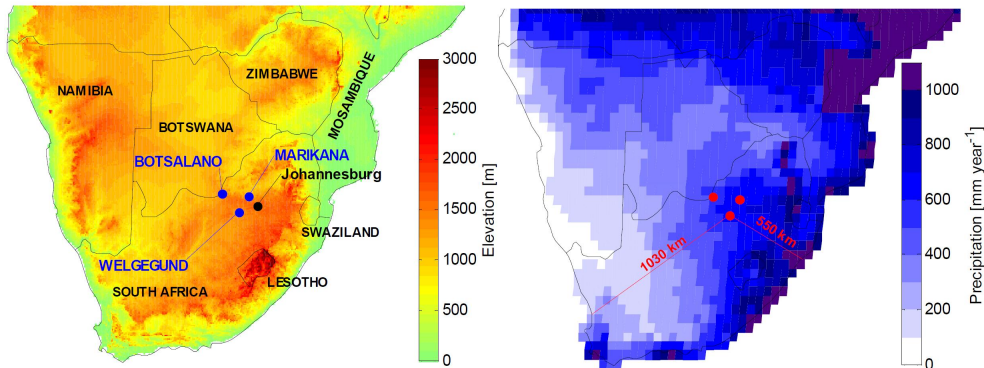 NAMIBIA
ZIMBABWE
MOSAMBIQUE
BOTSWANA
BOTSALANO
MARIKANA
Johannesburg
SWAZILAND
WELGEGUND
LESOTHO
SOUTH AFRICA
3000
2500
2000
1500
1000
500
0
Elevation [m]
1030 km
550 km
1000
800
600
400
200
0
Precipitation [mm year⁻¹]